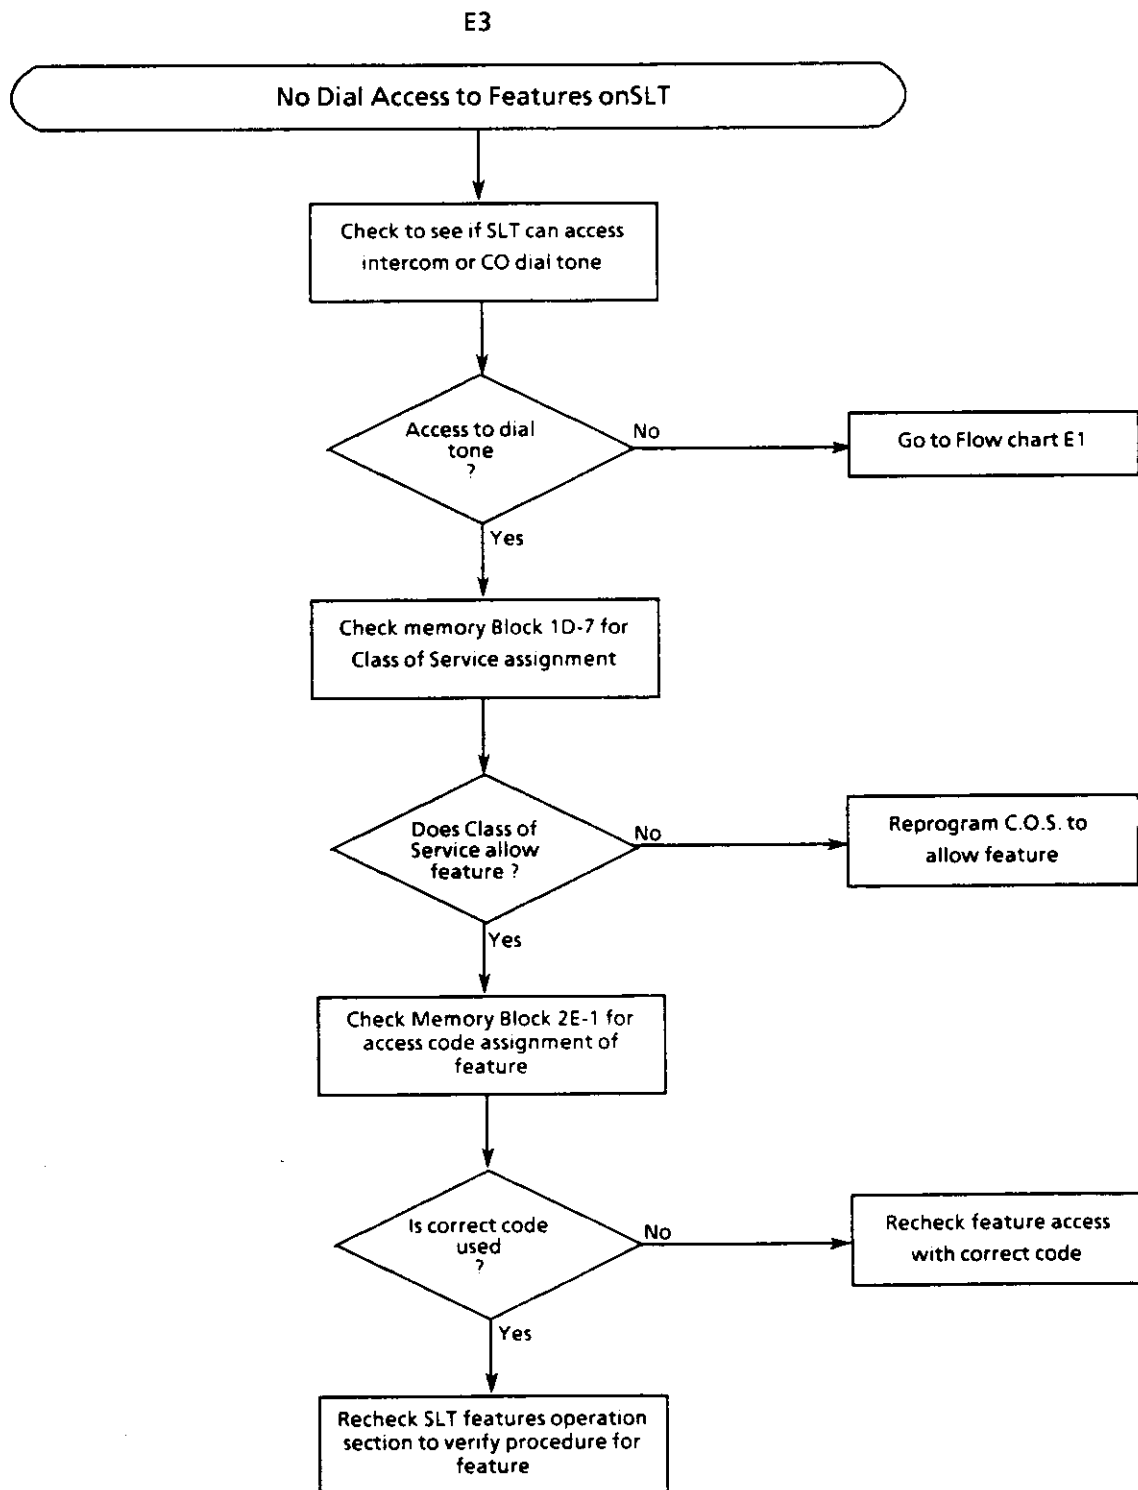 E3
No Dial Access to Features onSLT
Check to see if SLT can access
intercom or CO dial tone
Access to dial
tone
?
No
Go to Flow chart E1
Yes
Check memory Block 1D-7 for
Class of Service assignment
Does Class of
Service allow
feature ?
No
Reprogram C.O.S. to
allow feature
Yes
Check Memory Block 2E-1 for
access code assignment of
feature
Is correct code
used
?
No
Recheck feature access
with correct code
Yes
Recheck SLT features operation
section to verify procedure for
feature